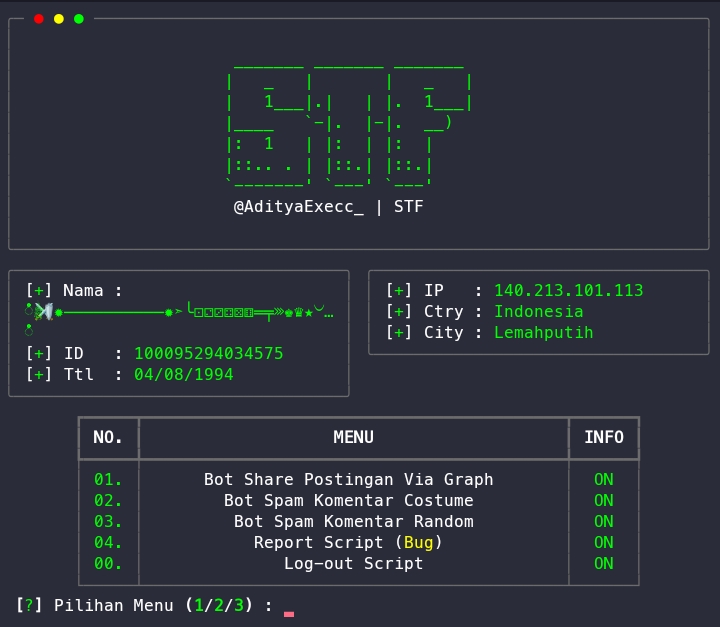 @AdityaExecc_ | STF
[+] Nama :
[+] ID : 100095294034575
[+] Ttl : 04/08/1994
[+] IP : 140.213.101.113
[+] Ctry : Indonesia
[+] City : Lemahputih
NO. MENU INFO
01. Bot Share Postingan Via Graph ON
02. Bot Spam Komentar Costume ON
03. Bot Spam Komentar Random ON
04. Report Script (Bug) ON
00. Log-out Script ON
[?] Pilihan Menu (1/2/3) :